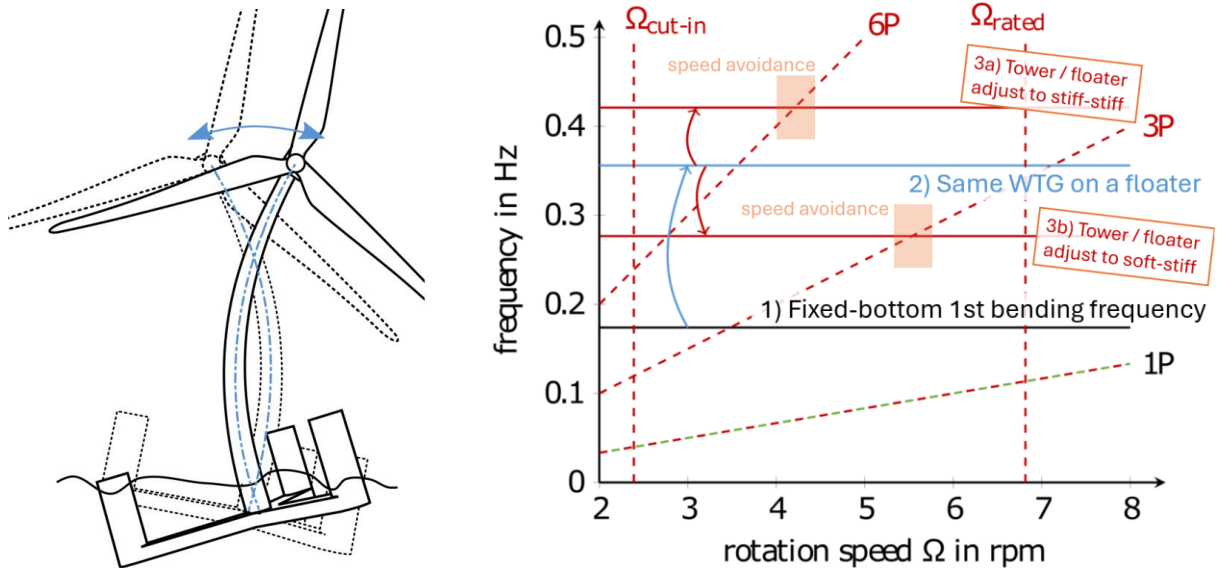 Ω_cut-in
6P
Ω_rated
0.5
speed avoidance
3a) Tower / floater
adjust to stiff-stiff
0.4
3P
2) Same WTG on a floater
frequency in Hz
0.3
speed avoidance
3b) Tower / floater
adjust to soft-stiff
0.2
1) Fixed-bottom 1st bending frequency
1P
0.1
0
2 3 4 5 6 7 8
rotation speed Ω in rpm